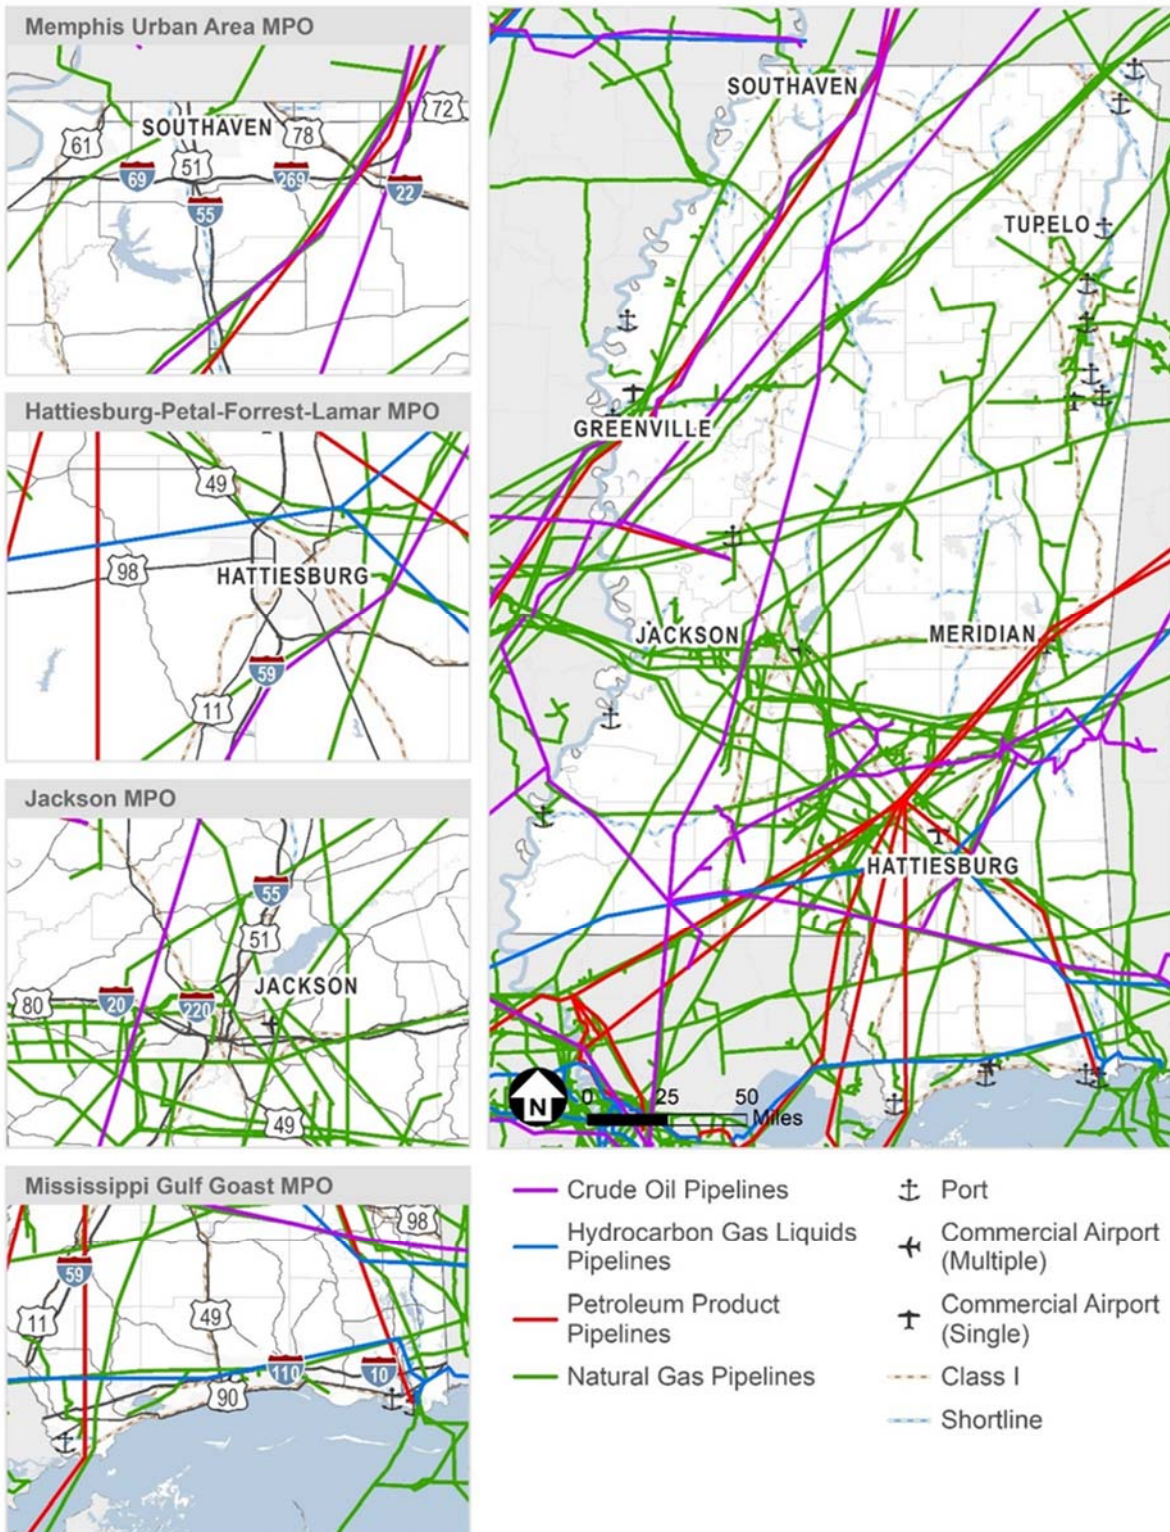 Memphis Urban Area MPO
72
61
SOUTHAVEN
78
51
69
269
22
55
Hattiesburg-Petal-Forrest-Lamar MPO
49
98
HATTIESBURG
59
11
Jackson MPO
55
51
JACKSON
80
20
220
49
Mississippi Gulf Goast MPO
98
59
11
49
110
10
90
SOUTHAVEN
TUPELO
GREENVILLE
JACKSON
MERIDIAN
HATTIESBURG
N
0 25 50
Miles
Crude Oil Pipelines
Hydrocarbon Gas Liquids
Pipelines
Petroleum Product
Pipelines
Natural Gas Pipelines
Port
Commercial Airport
(Multiple)
Commercial Airport
(Single)
Class I
Shortline